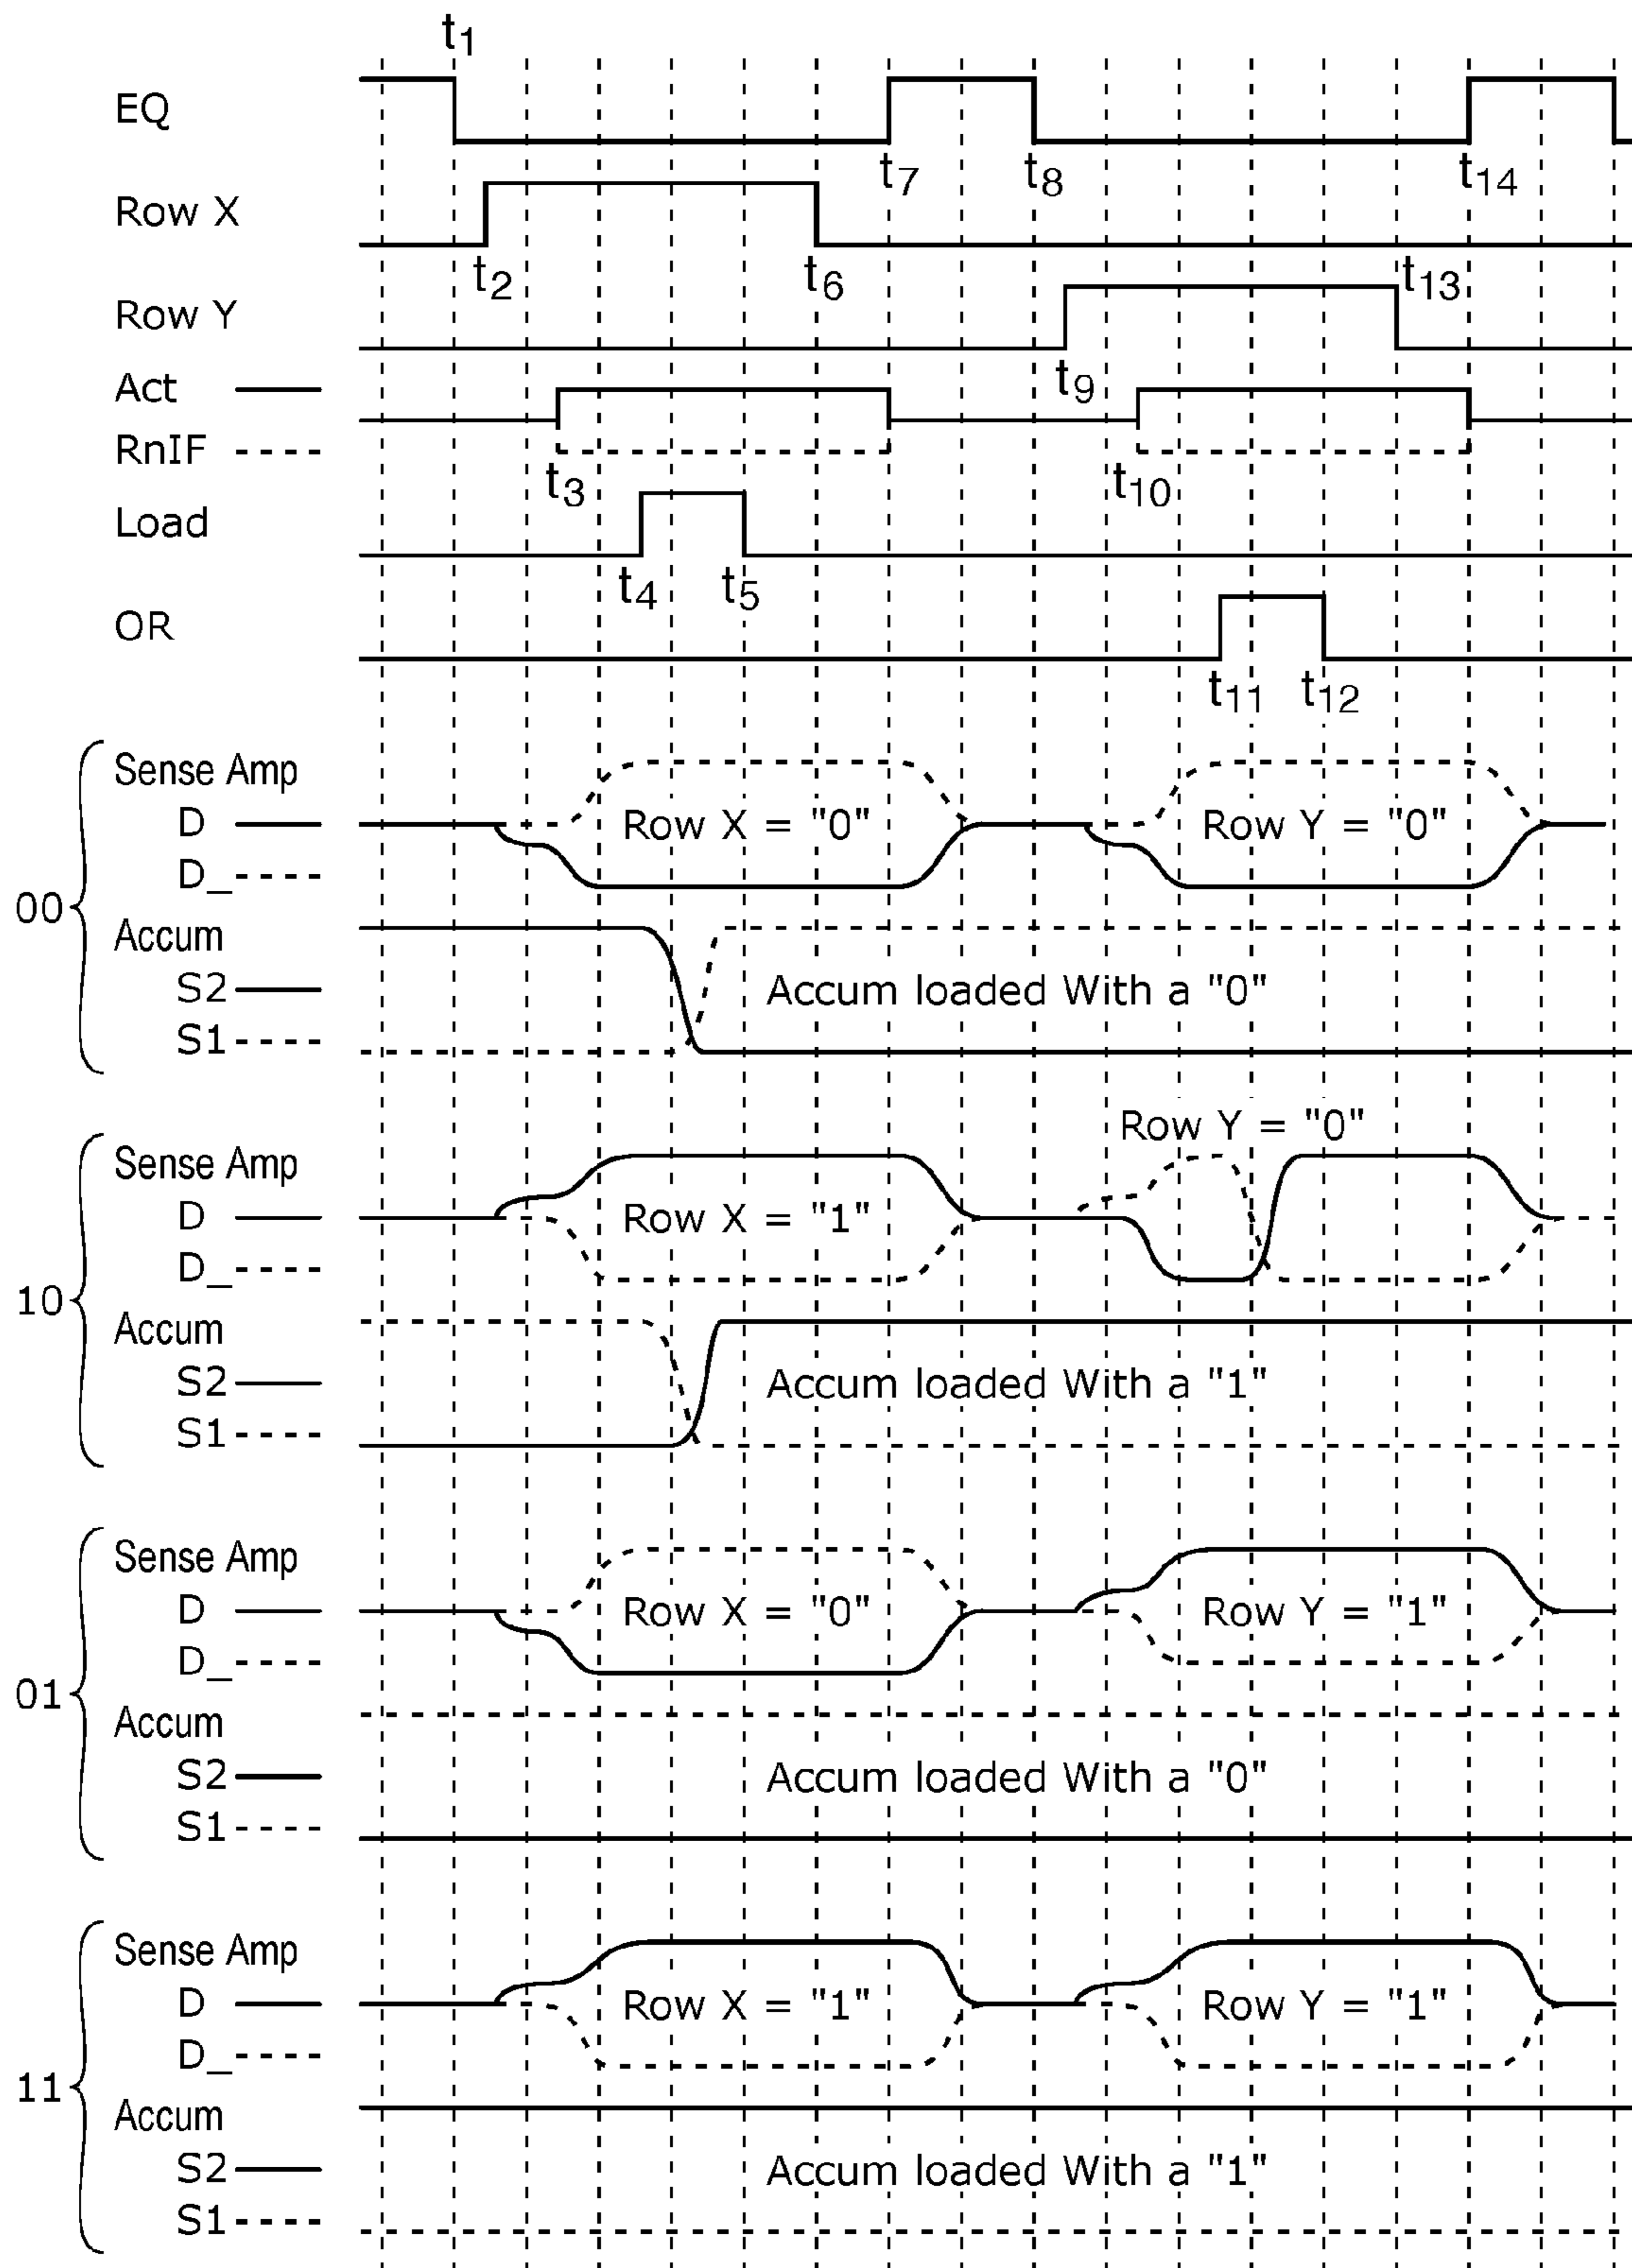 t1
EQ
t7 t8 t14
Row X
t2 t6 t13
Row Y
t9
Act
RnIF
t3 t10
Load
t4 t5
OR
t11 t12
00
Sense Amp
D
Row X = "0" Row Y = "0"
D_
Accum
S2
Accum loaded With a "0"
S1
10
Row Y = "0"
Sense Amp
D
Row X = "1"
D_
Accum
S2
Accum loaded With a "1"
S1
01
Sense Amp
D
Row X = "0" Row Y = "1"
D_
Accum
S2
Accum loaded With a "0"
S1
11
Sense Amp
D
Row X = "1" Row Y = "1"
D_
Accum
S2
Accum loaded With a "1"
S1